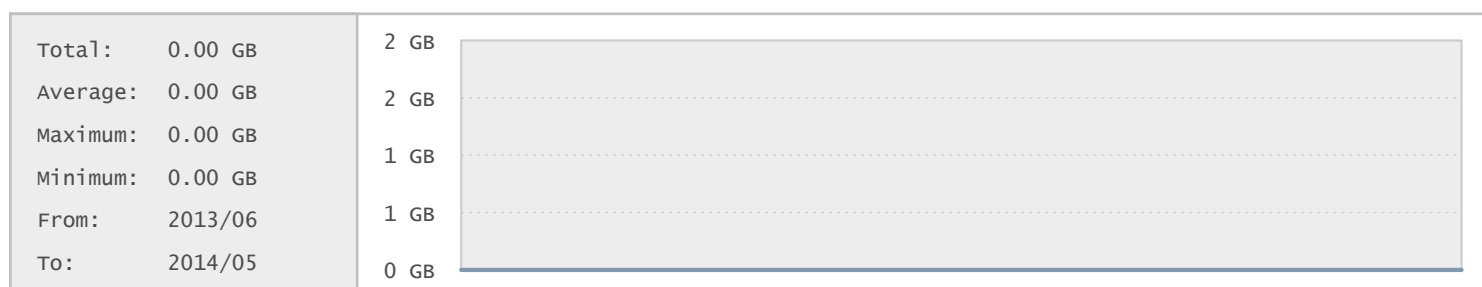 Total: 0.00 GB
Average: 0.00 GB
Maximum: 0.00 GB
Minimum: 0.00 GB
From: 2013/06
To: 2014/05
2 GB
2 GB
1 GB
1 GB
0 GB